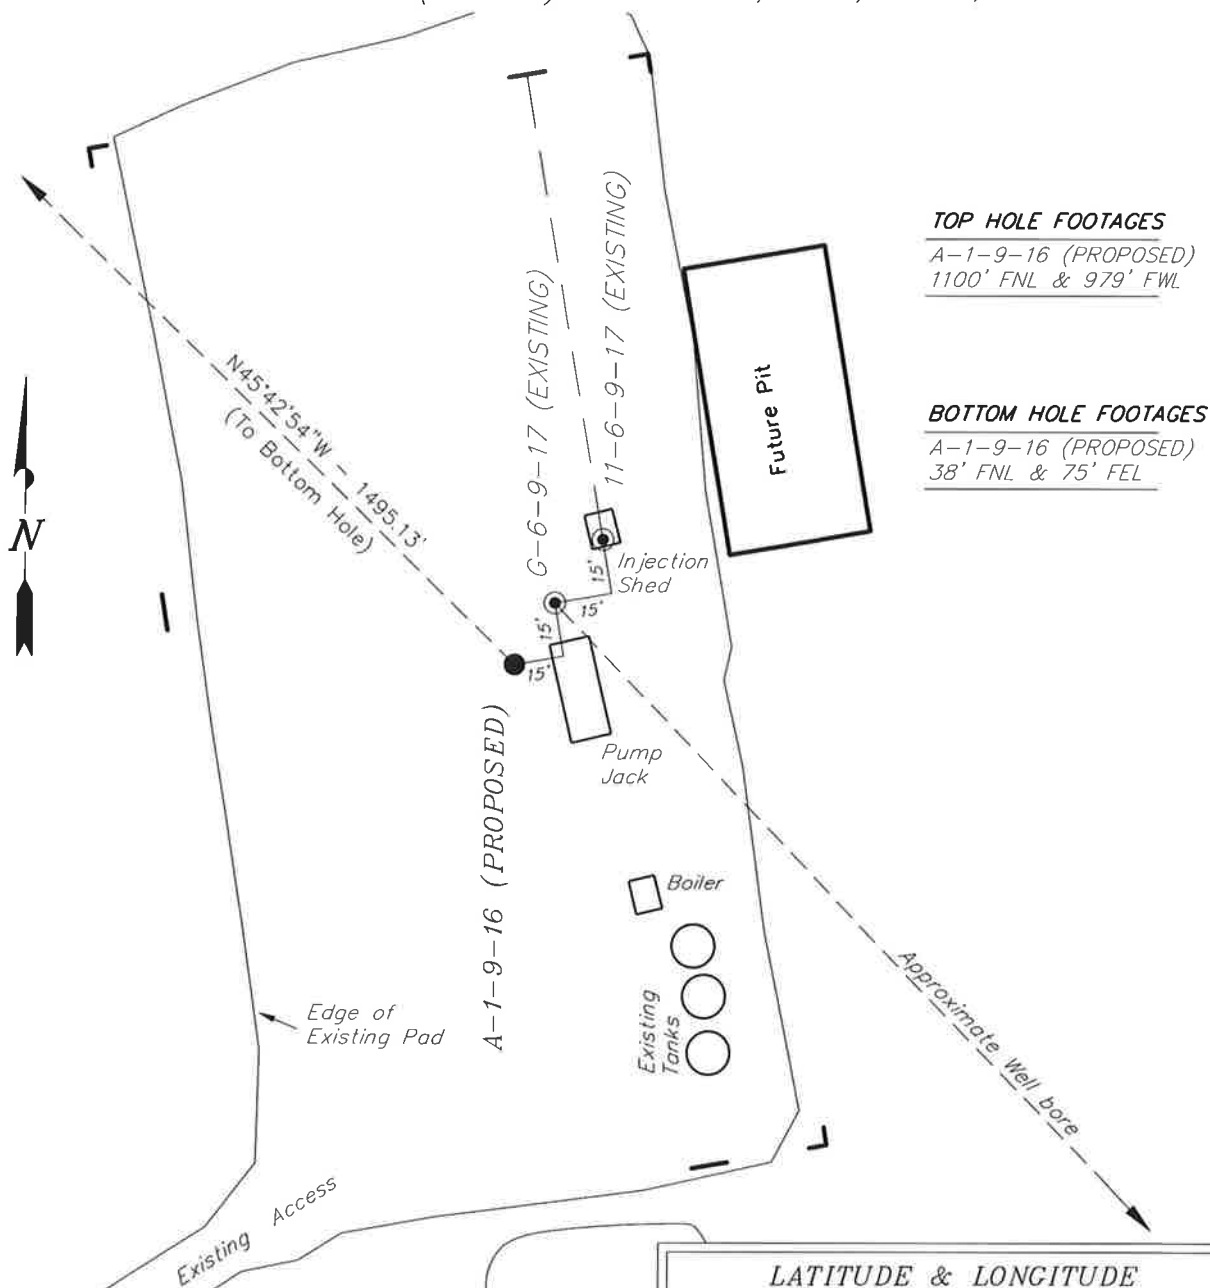 TOP HOLE FOOTAGES
A-1-9-16 (PROPOSED)
1100' FNL & 979' FWL
BOTTOM HOLE FOOTAGES
A-1-9-16 (PROPOSED)
38' FNL & 75' FEL
N45°42'54"W - 1495.13'
(To Bottom Hole)
G-6-9-17 (EXISTING)
11-6-9-17 (EXISTING)
Future Pit
N
Injection
Shed
15'
15'
15'
15'
Pump
Jack
A-1-9-16 (PROPOSED)
Boiler
Existing
Tanks
Edge of
Existing Pad
Approximate Well bore
Existing Access
LATITUDE & LONGITUDE